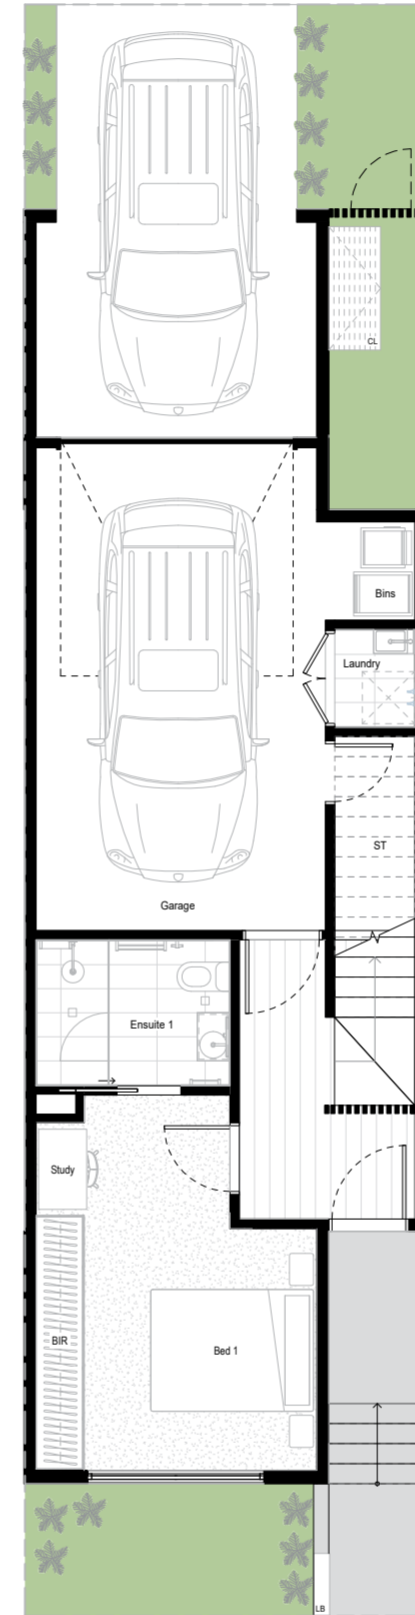 CL
Bins
Laundry
ST
Garage
Ensuite 1
Study
BIR
Bed 1
LB